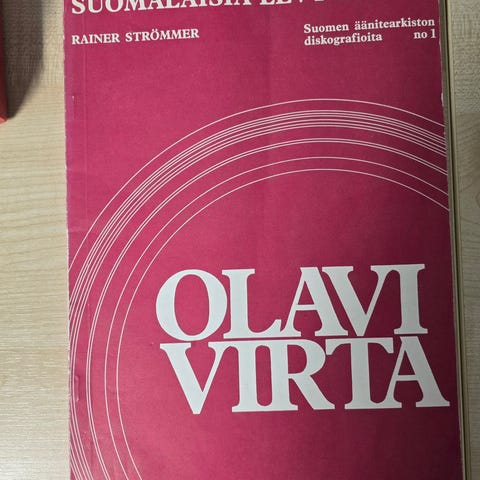 SUOMALAISIA
RAINER STRÖMMER
Suomen äänitearkiston
diskografioita no 1
OLAVI
VIRTA